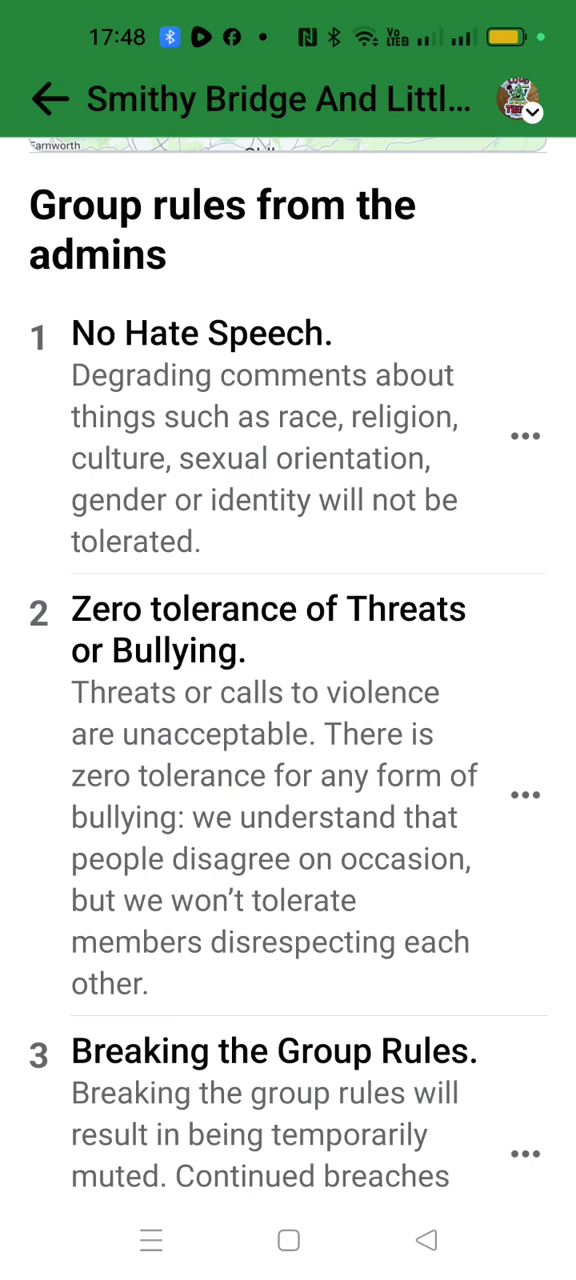 17:48
Smithy Bridge And Littl...
Farnworth
Group rules from the
admins
1 No Hate Speech.
Degrading comments about
things such as race, religion,
culture, sexual orientation,
gender or identity will not be
tolerated.
2 Zero tolerance of Threats
or Bullying.
Threats or calls to violence
are unacceptable. There is
zero tolerance for any form of
bullying: we understand that
people disagree on occasion,
but we won’t tolerate
members disrespecting each
other.
3 Breaking the Group Rules.
Breaking the group rules will
result in being temporarily
muted. Continued breaches